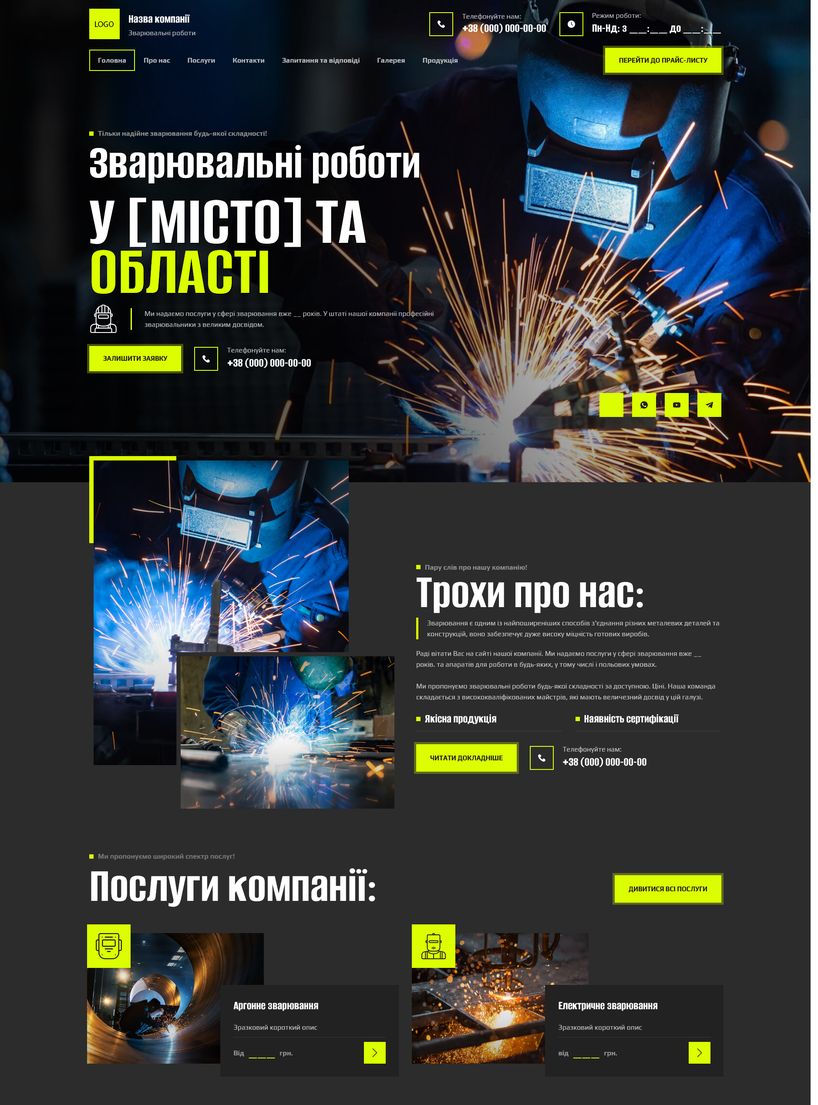 LOGO
Назва компанії
Зварювальні роботи
Телефонуйте нам:
+38 (000) 000-00-00
Режим роботи:
Пн-Нд: з __:__ до __:__
Головна
Про нас
Послуги
Контакти
Запитання та відповіді
Галерея
Продукція
ПЕРЕЙТИ ДО ПРАЙС-ЛИСТУ
Тільки надійне зварювання будь-якої складності!
Зварювальні роботи
У [МІСТО] ТА
ОБЛАСТІ
Ми надаємо послуги у сфері зварювання вже __ років. У штаті нашої компанії професійні
зварювальники з великим досвідом.
ЗАЛИШИТИ ЗАЯВКУ
Телефонуйте нам:
+38 (000) 000-00-00
Пару слів про нашу компанію!
Трохи про нас:
Зварювання є одним із найпоширеніших способів з'єднання різних металевих деталей та
конструкцій, воно забезпечує дуже високу міцність готових виробів.
Раді вітати Вас на сайті нашої компанії. Ми надаємо послуги у сфері зварювання вже __
років. та апаратів для роботи в будь-яких, у тому числі і польових умовах.
Ми пропонуємо зварювальні роботи будь-якої складності за доступною. Ціні. Наша команда
складається з висококваліфікованих майстрів, які мають величезний досвід у цій галузі.
Якісна продукція
Наявність сертифікації
ЧИТАТИ ДОКЛАДНІШЕ
Телефонуйте нам:
+38 (000) 000-00-00
Ми пропонуємо широкий спектр послуг!
Послуги компанії:
ДИВИТИСЯ ВСІ ПОСЛУГИ
Аргонне зварювання
Зразковий короткий опис
Від ____ грн.
Електричне зварювання
Зразковий короткий опис
від ____ грн.